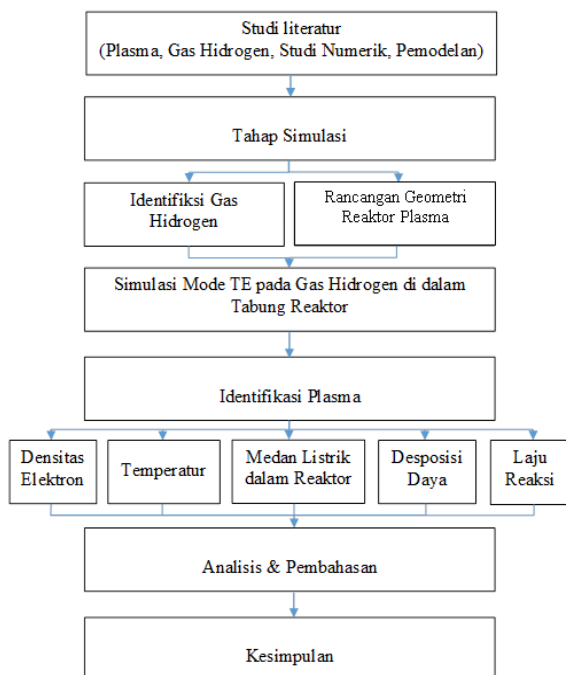 Studi literatur
(Plasma, Gas Hidrogen, Studi Numerik, Pemodelan)
Tahap Simulasi
Identifiksi Gas
Hidrogen
Rancangan Geometri
Reaktor Plasma
Simulasi Mode TE pada Gas Hidrogen di dalam
Tabung Reaktor
Identifikasi Plasma
Densitas
Elektron
Temperatur
Medan Listrik
dalam Reaktor
Desposisi
Daya
Laju
Reaksi
Analisis & Pembahasan
Kesimpulan